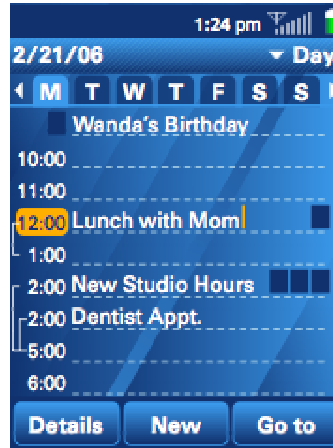 1:24 pm
2/21/06 Day
M T W T F S S
Wanda's Birthday
10:00
11:00
12:00 Lunch with Mom
1:00
2:00 New Studio Hours
2:00 Dentist Appt.
5:00
6:00
Details New Go to